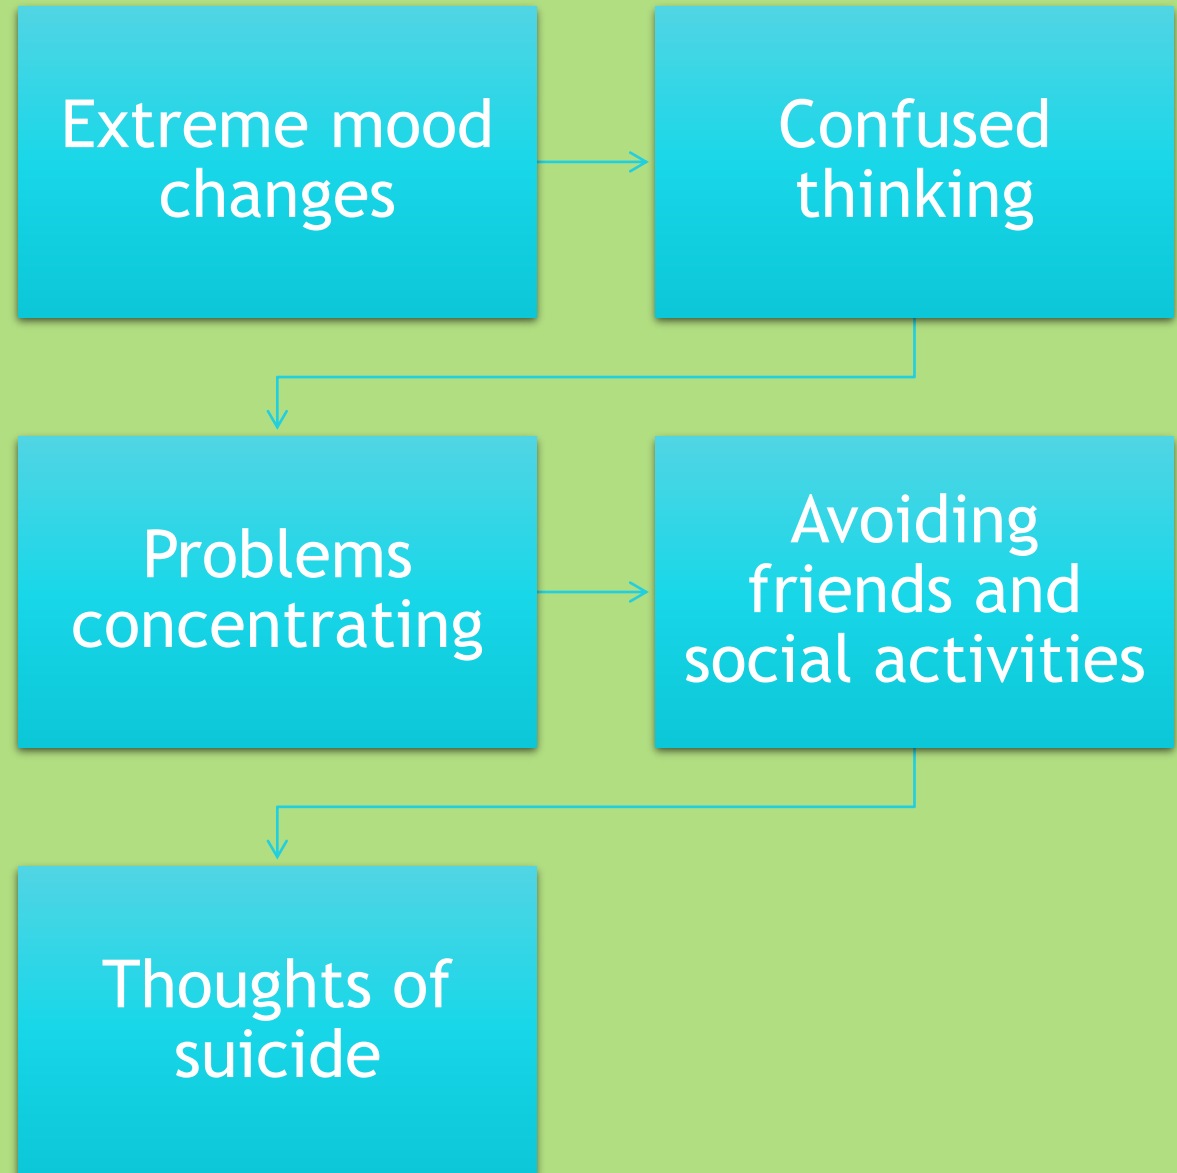 Extreme mood
changes
Confused
thinking
Problems
concentrating
Avoiding
friends and
social activities
Thoughts of
suicide